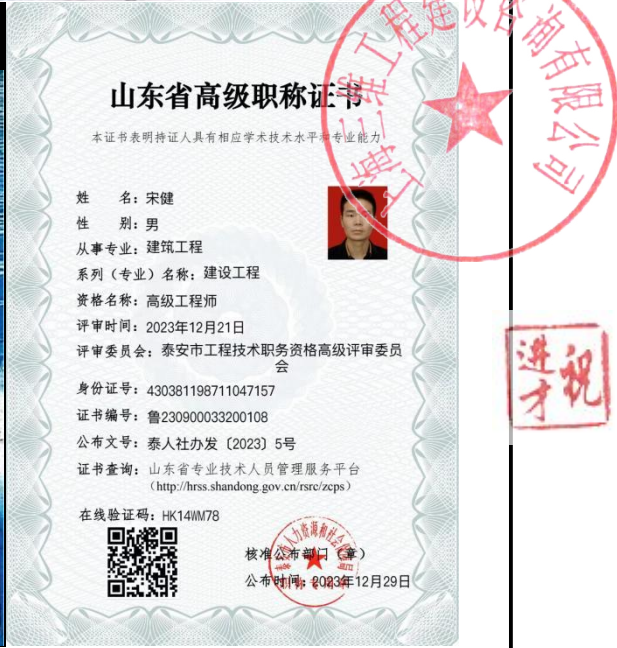 山东省高级职称证书
本证书表明持证人具有相应学术技术水平和专业能力
姓 名：宋健
性 别：男
从事专业：建筑工程
系列（专业）名称：建设工程
资格名称：高级工程师
评审时间：2023年12月21日
评审委员会：泰安市工程技术职务资格高级评审委员
会
身份证号：430381198711047157
证书编号：鲁230900033200108
公布文号：泰人社办发〔2023〕5号
证书查询：山东省专业技术人员管理服务平台
（http://hrss.shandong.gov.cn/rsrc/zcps）
在线验证码：HK14WM78
核准公布部门（章）
公布时间：2023年12月29日
工程建设咨询有限公司
祝
进才